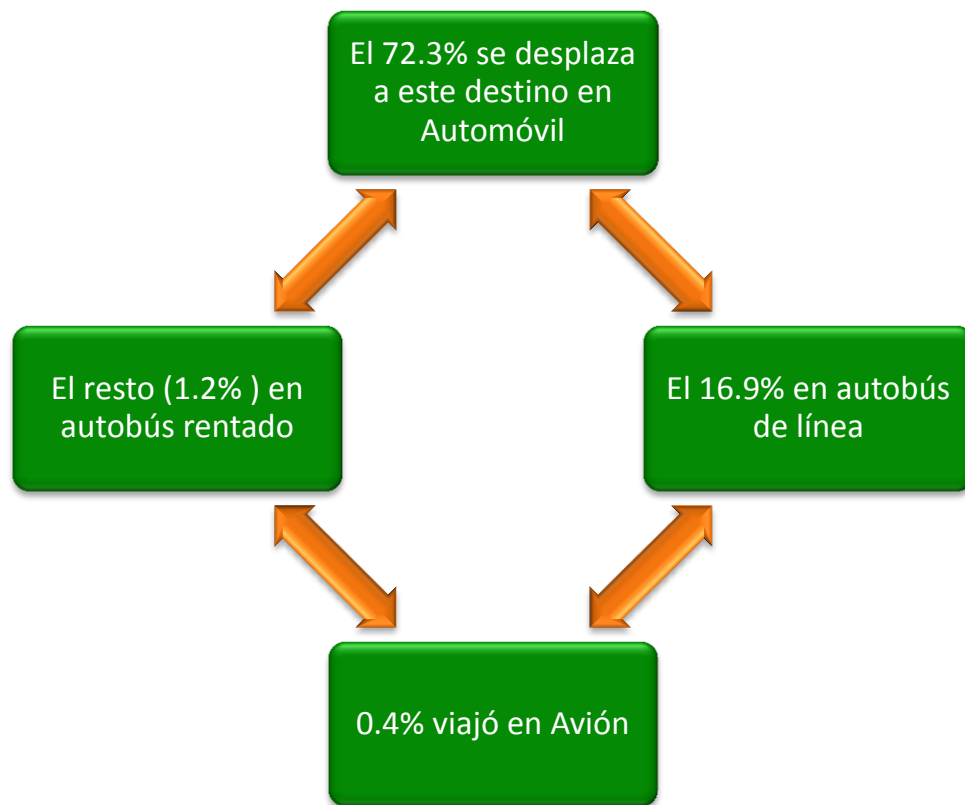 El 72.3% se desplaza
a este destino en
Automóvil
El resto (1.2% ) en
autobús rentado
El 16.9% en autobús
de línea
0.4% viajó en Avión